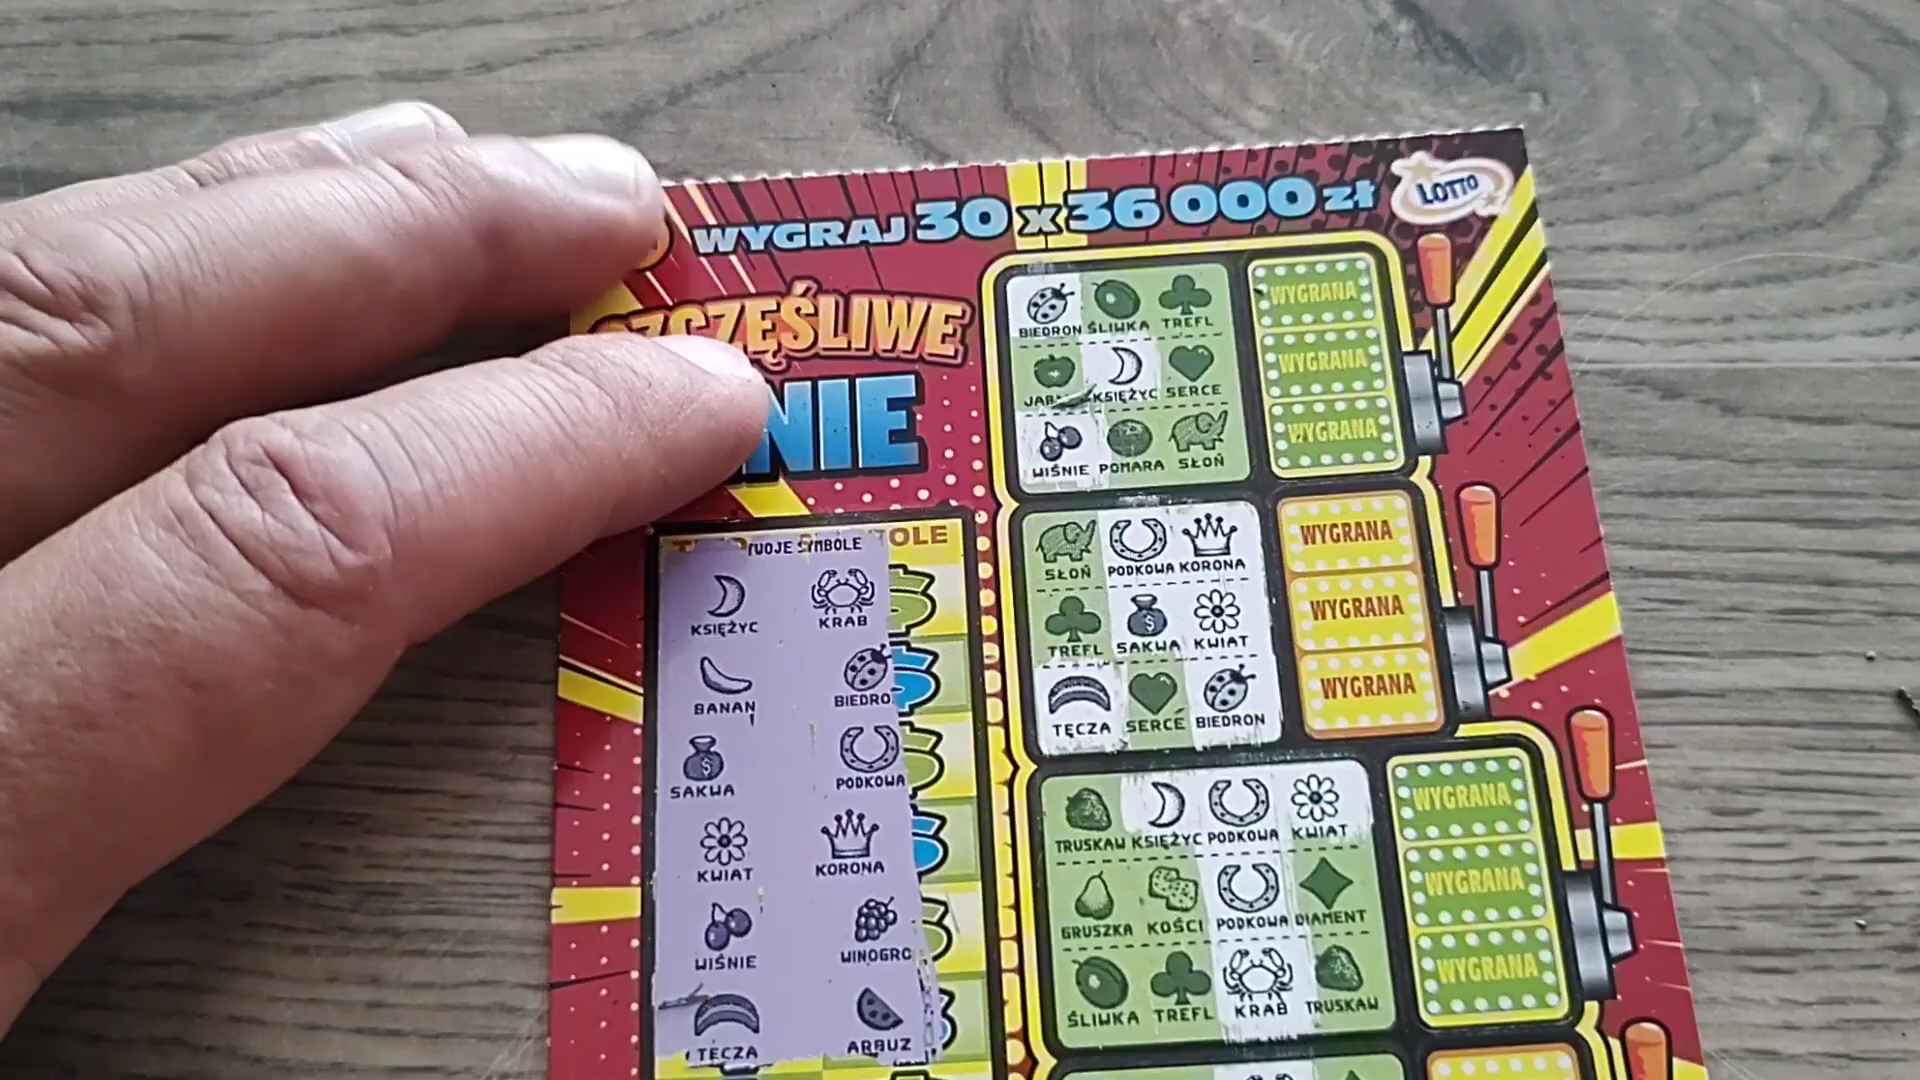 WYGRAJ 30 x 36 000 zł
LOTTO
SZCZĘŚLIWE
NIE
BIEDRON ŚLIWKA TREFL
KSIĘŻYC SERCE
WIŚNIE POMARA SŁOŃ
WYGRANA
WYGRANA
WYGRANA
SŁOŃ PODKOWA KORONA
TREFL SAKWA KWIAT
TĘCZA SERCE BIEDRON
WYGRANA
WYGRANA
WYGRANA
TRUSKAW KSIĘŻYC PODKOWA KWIAT
GRUSZKA KOŚCI PODKOWA DIAMENT
ŚLIWKA TREFL KRAB TRUSKAW
WYGRANA
WYGRANA
WYGRANA
TWOJE SYMBOLE
KSIĘŻYC KRAB
BANAN BIEDRO
SAKWA PODKOWA
KWIAT KORONA
WIŚNIE WINOGRO
TĘCZA ARBUZ